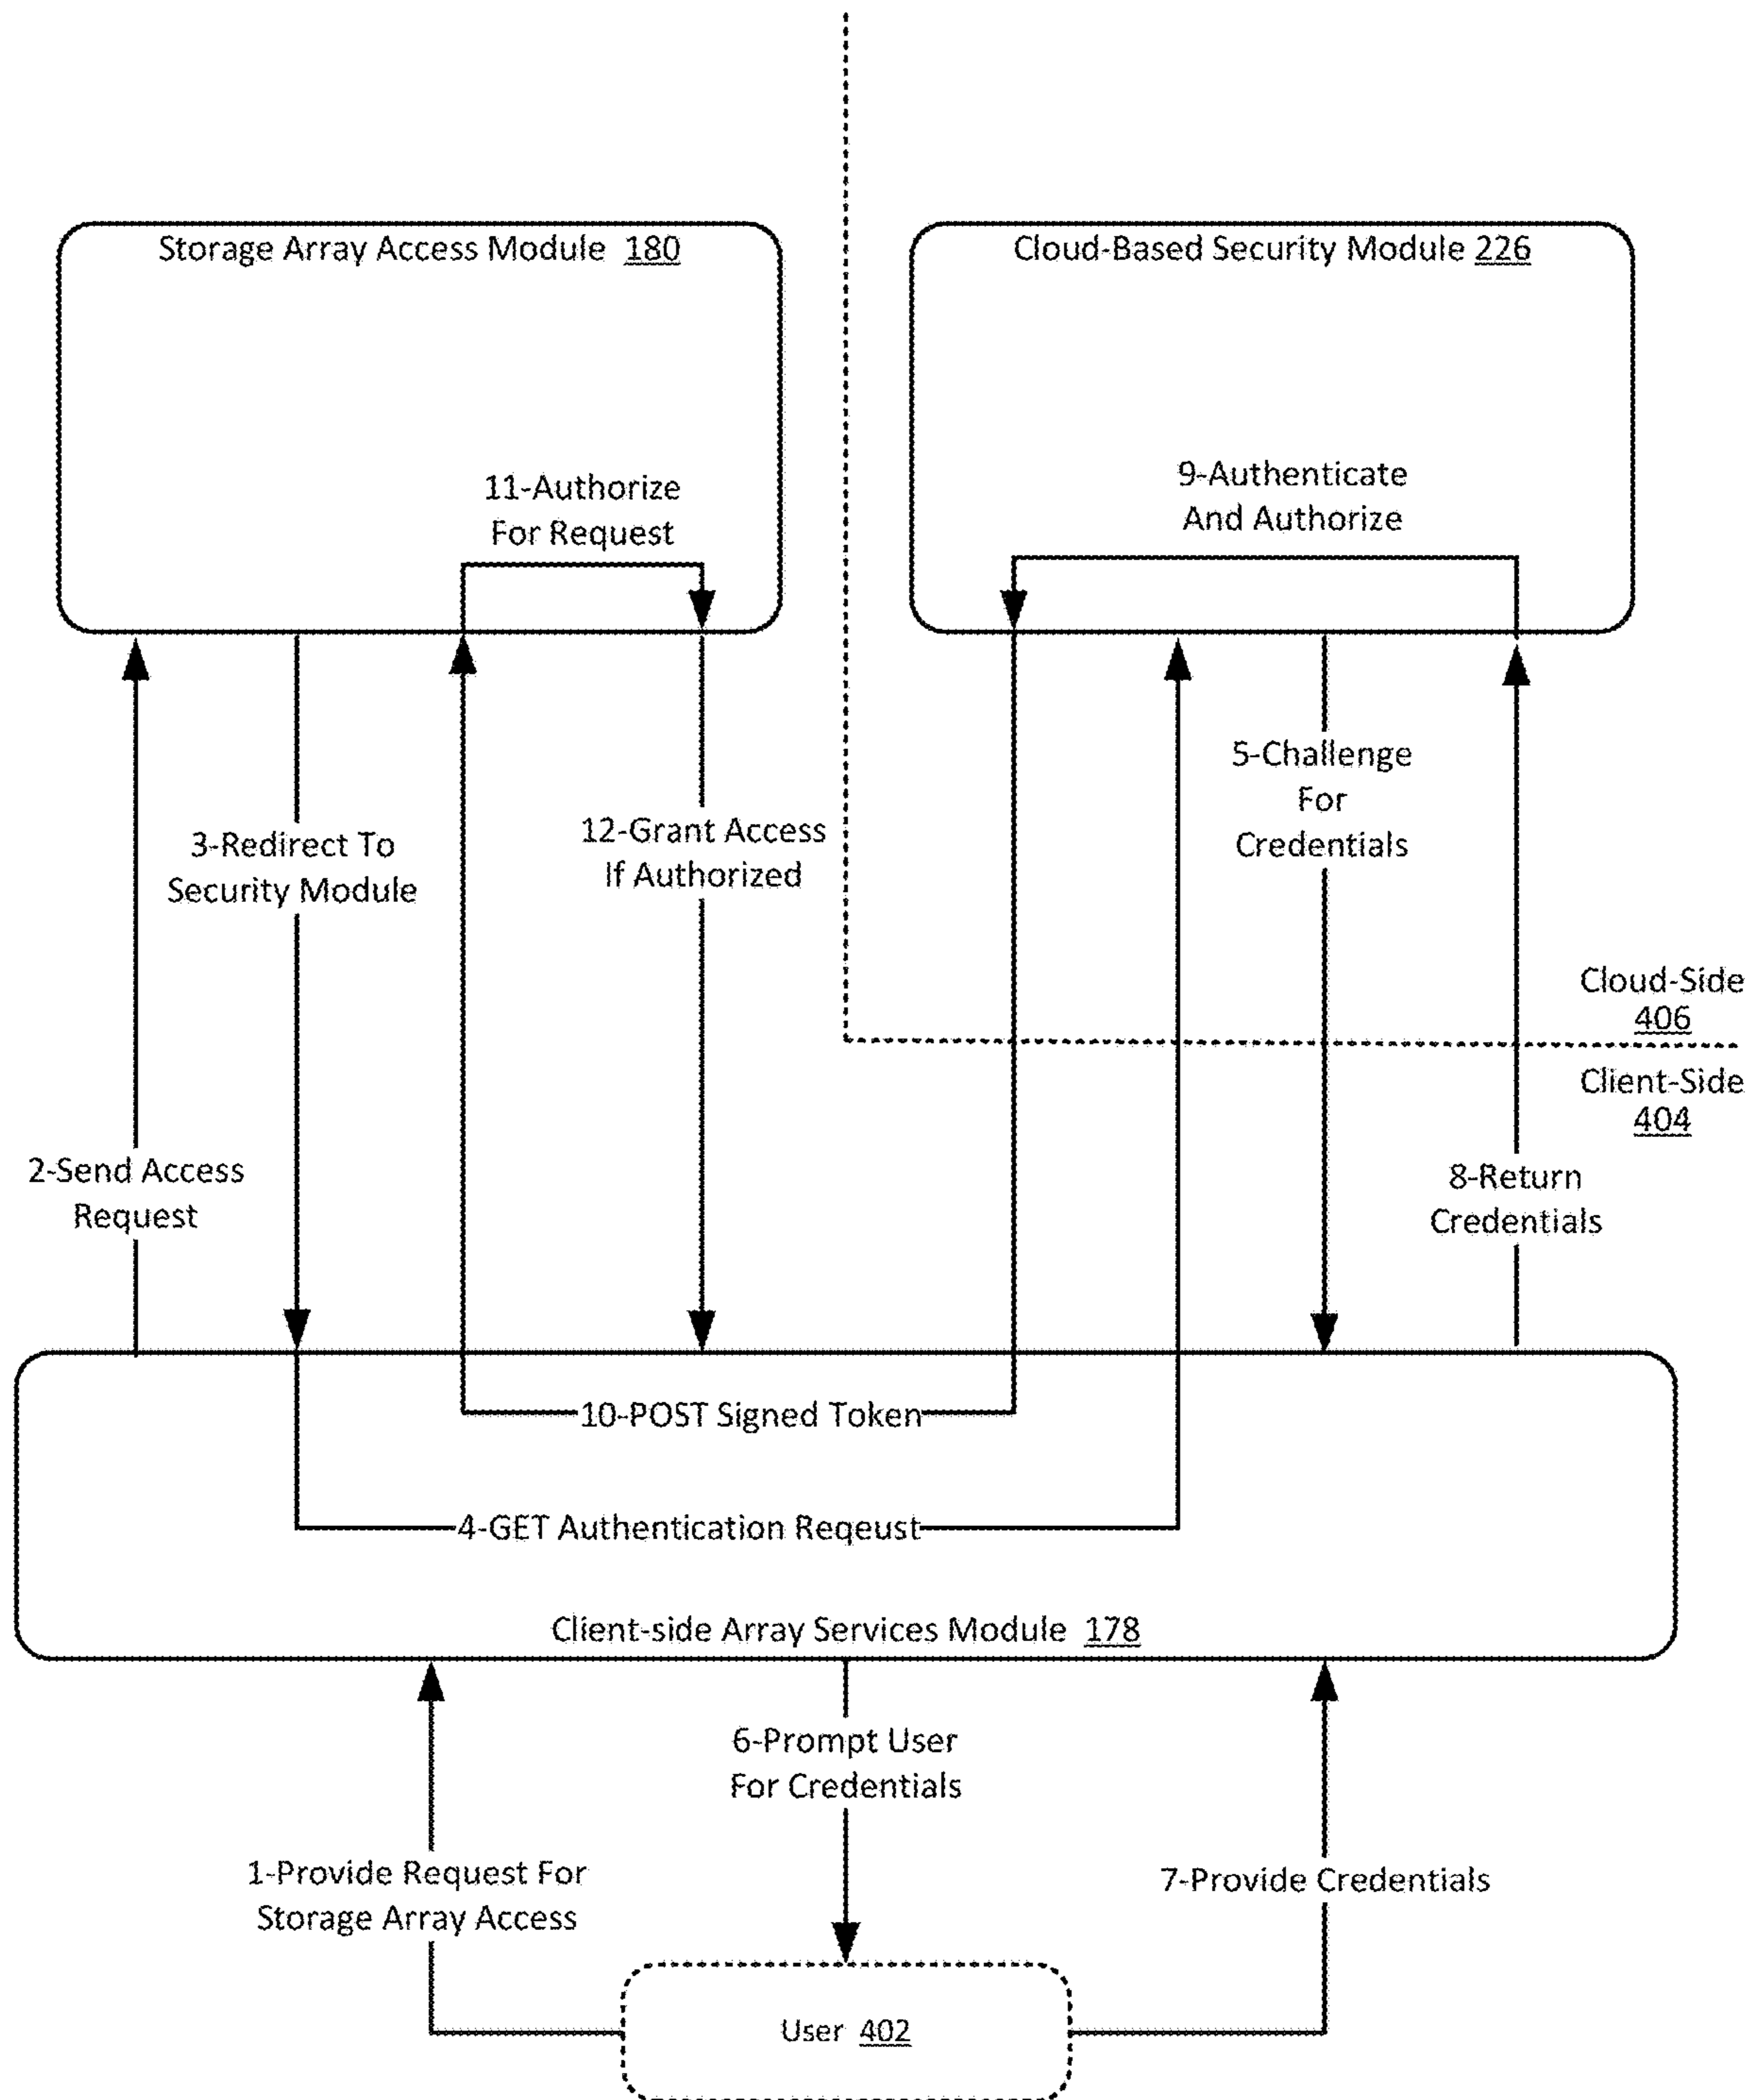 Storage Array Access Module 180
Cloud-Based Security Module 226
11-Authorize
For Request
9-Authenticate
And Authorize
5-Challenge
For
Credentials
3-Redirect To
Security Module
12-Grant Access
If Authorized
Cloud-Side
406
Client-Side
404
2-Send Access
Request
8-Return
Credentials
10-POST Signed Token
4-GET Authentication Reqeust
Client-side Array Services Module 178
6-Prompt User
For Credentials
1-Provide Request For
Storage Array Access
7-Provide Credentials
User 402